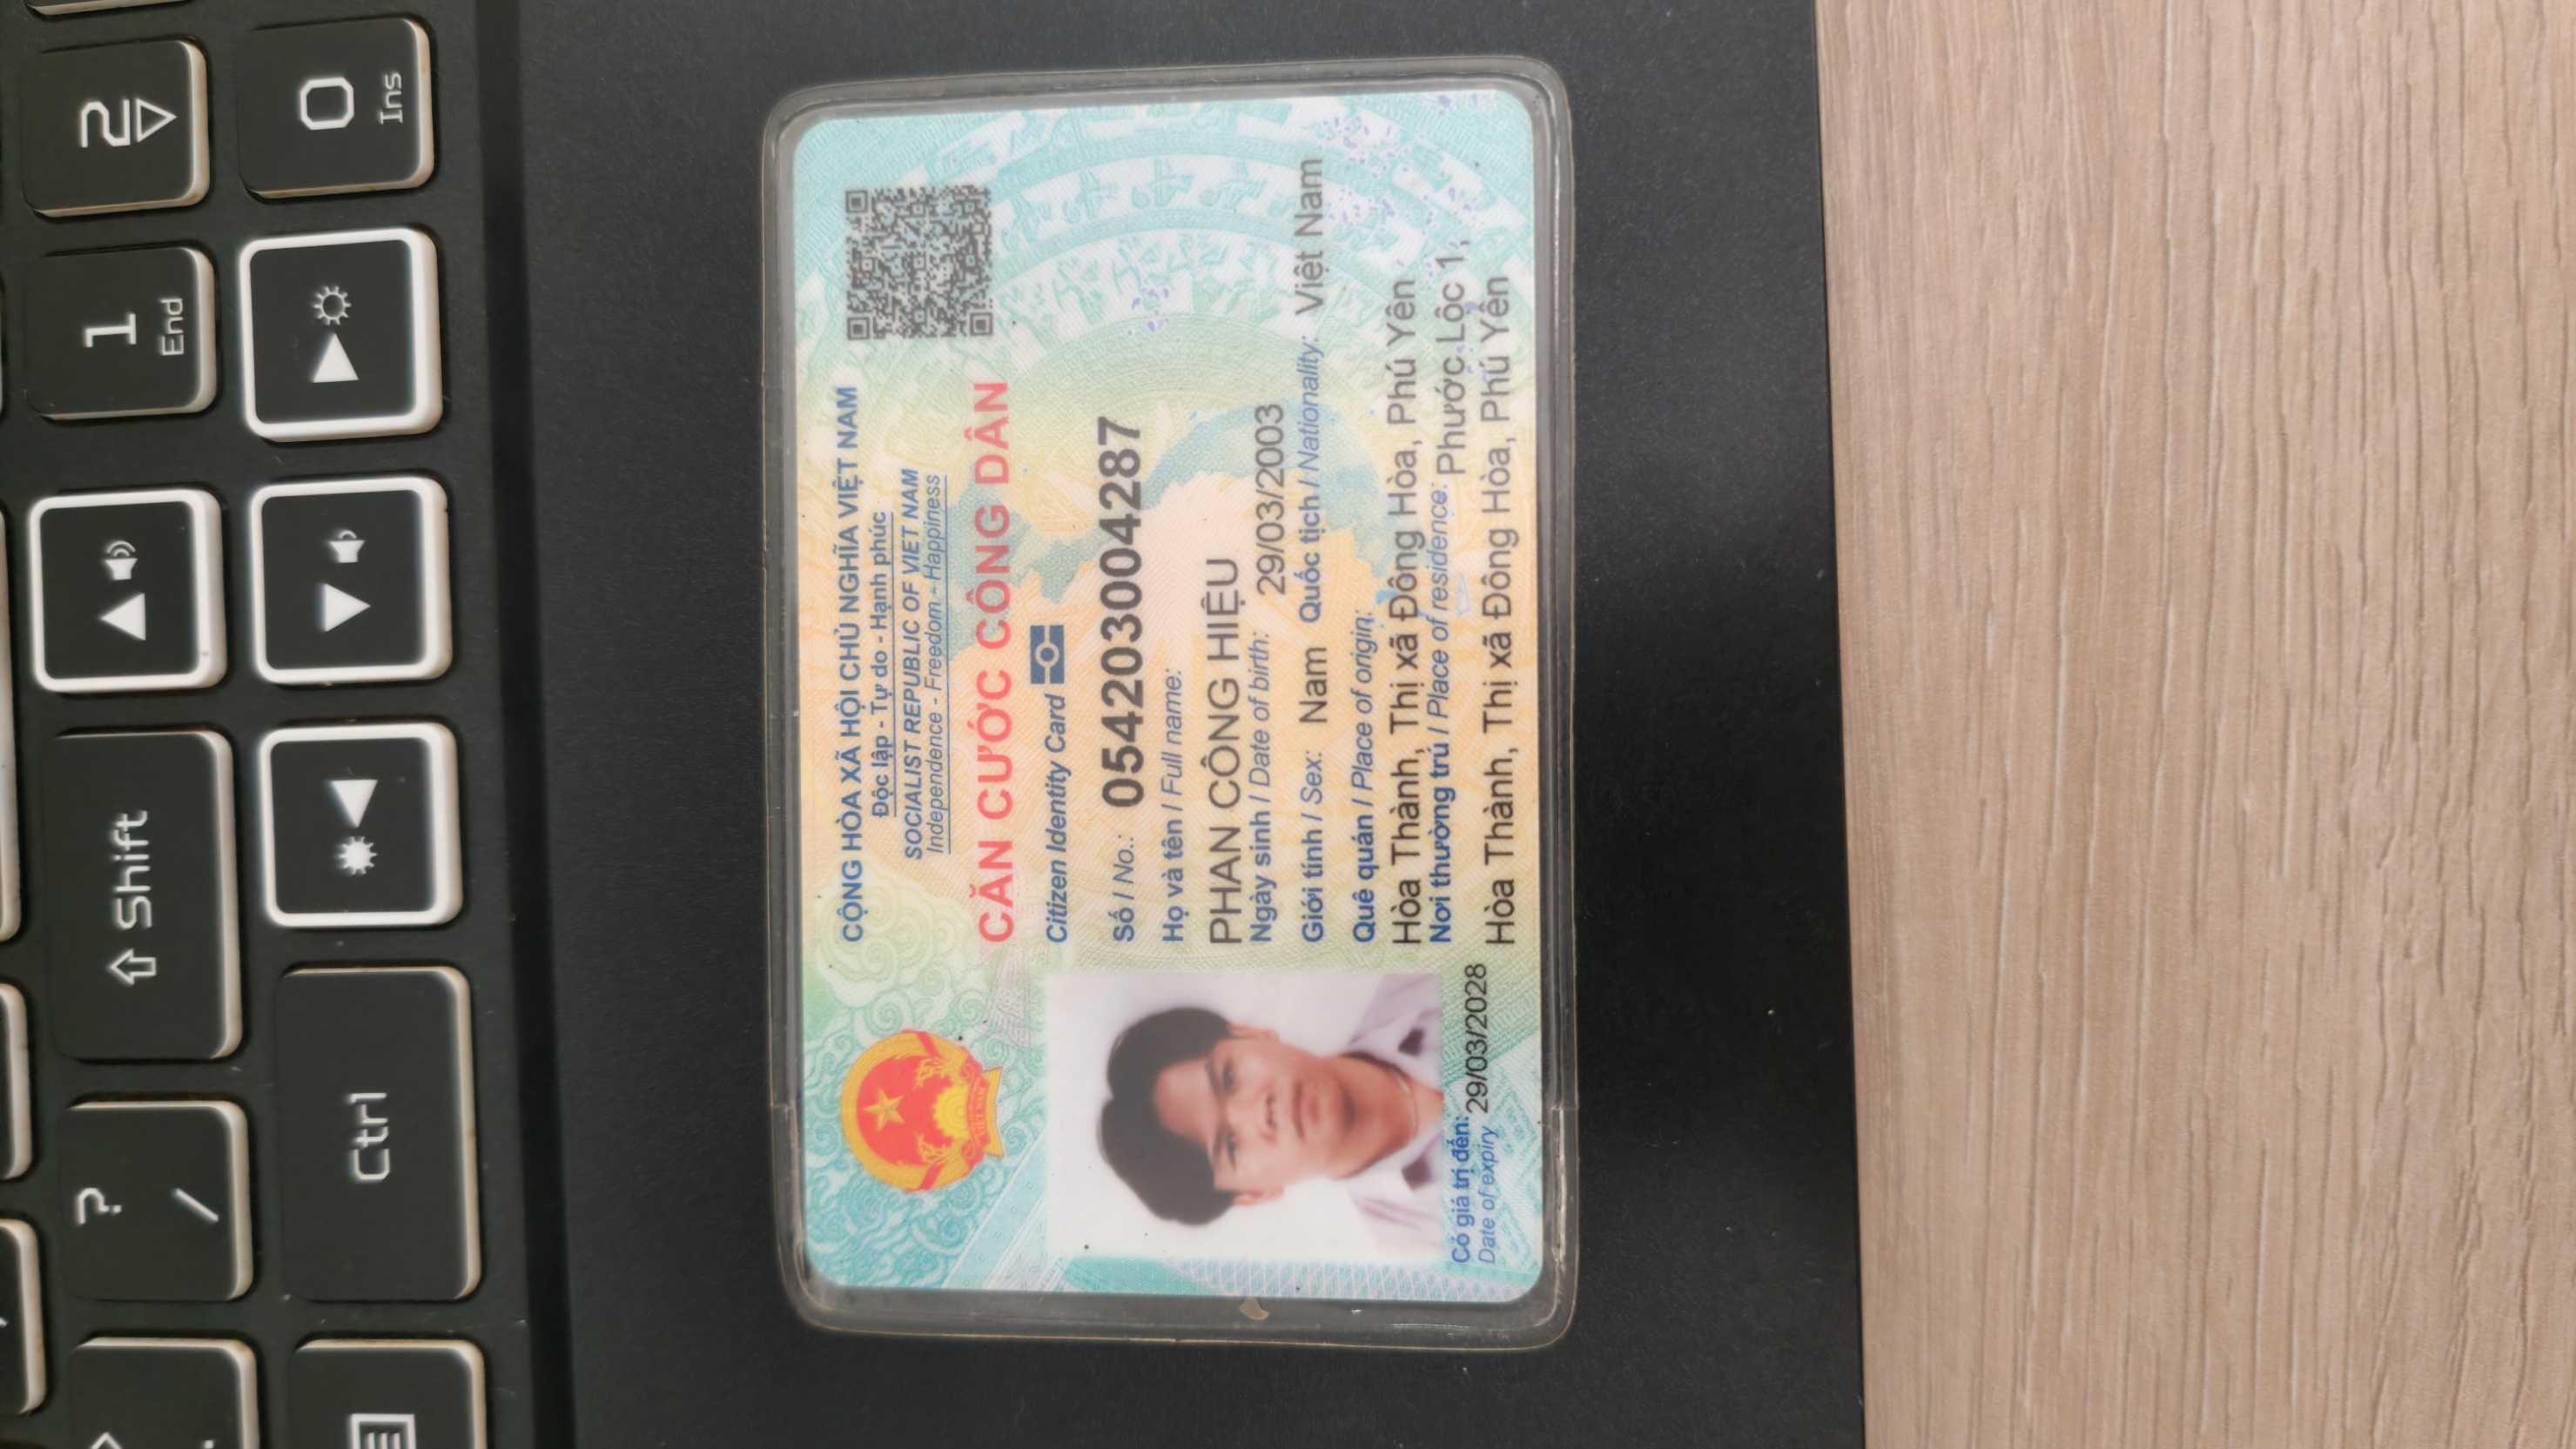 ?
/
⇧ Shift
1
End
2
Ctrl
0
Ins
CỘNG HÒA XÃ HỘI CHỦ NGHĨA VIỆT NAM
Độc lập - Tự do - Hạnh phúc
SOCIALIST REPUBLIC OF VIET NAM
Independence - Freedom - Happiness
VIỆT NAM
CĂN CƯỚC CÔNG DÂN
Citizen Identity Card
Số / No.: 054203004287
Họ và tên / Full name:
PHAN CÔNG HIỆU
Ngày sinh / Date of birth: 29/03/2003
Giới tính / Sex: Nam Quốc tịch / Nationality: Việt Nam
Quê quán / Place of origin:
Hòa Thành, Thị xã Đông Hòa, Phú Yên
Nơi thường trú / Place of residence: Phước Lộc 1,
Hòa Thành, Thị xã Đông Hòa, Phú Yên
Có giá trị đến: 29/03/2028
Date of expiry